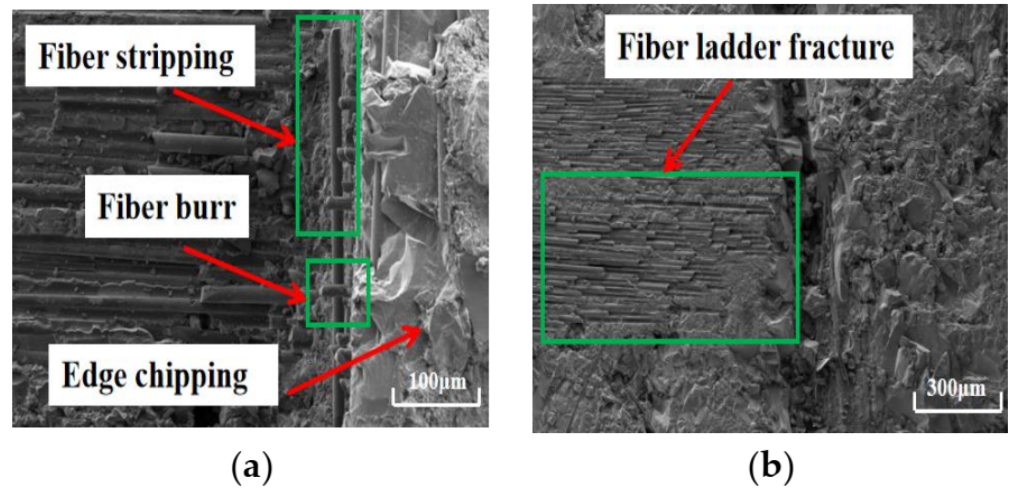 Fiber stripping
Fiber burr
Edge chipping
100μm
(a)
Fiber ladder fracture
300μm
(b)